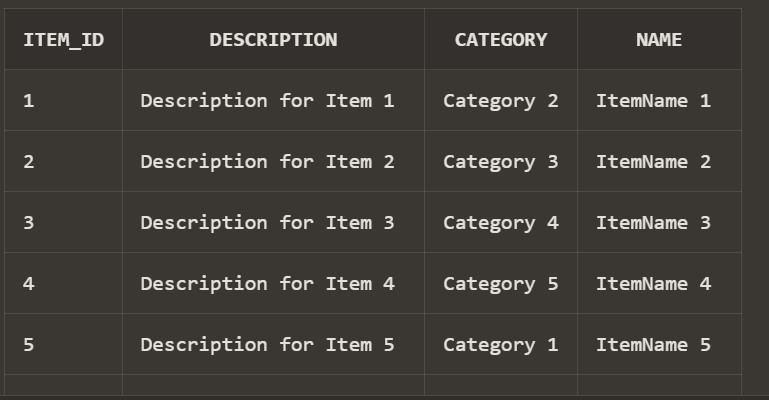 ITEM_ID DESCRIPTION CATEGORY NAME
1 Description for Item 1 Category 2 ItemName 1
2 Description for Item 2 Category 3 ItemName 2
3 Description for Item 3 Category 4 ItemName 3
4 Description for Item 4 Category 5 ItemName 4
5 Description for Item 5 Category 1 ItemName 5